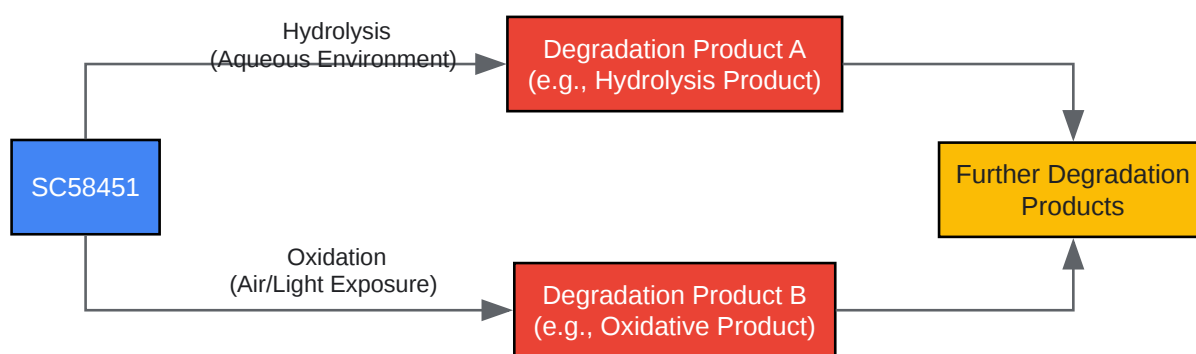 Hydrolysis
(Aqueous Environment)
Degradation Product A
(e.g., Hydrolysis Product)
SC58451
Further Degradation
Products
Oxidation
(Air/Light Exposure)
Degradation Product B
(e.g., Oxidative Product)